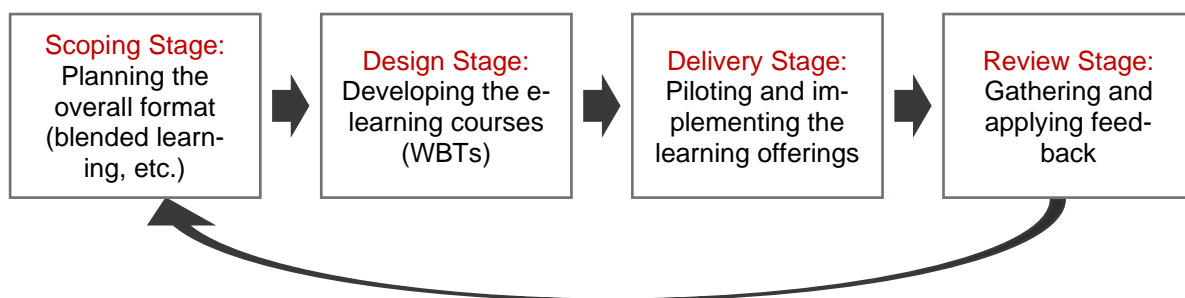 Scoping Stage:
Planning the
overall format
(blended learn-
ing, etc.)
Design Stage:
Developing the e-
learning courses
(WBTs)
Delivery Stage:
Piloting and im-
plementing the
learning offerings
Review Stage:
Gathering and
applying feed-
back